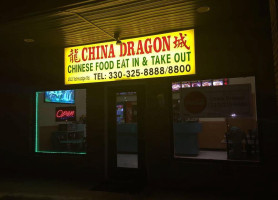 龍 CHINA DRAGON 城
CHINESE FOOD EAT IN & TAKE OUT
TEL: 330-325-8888/8800